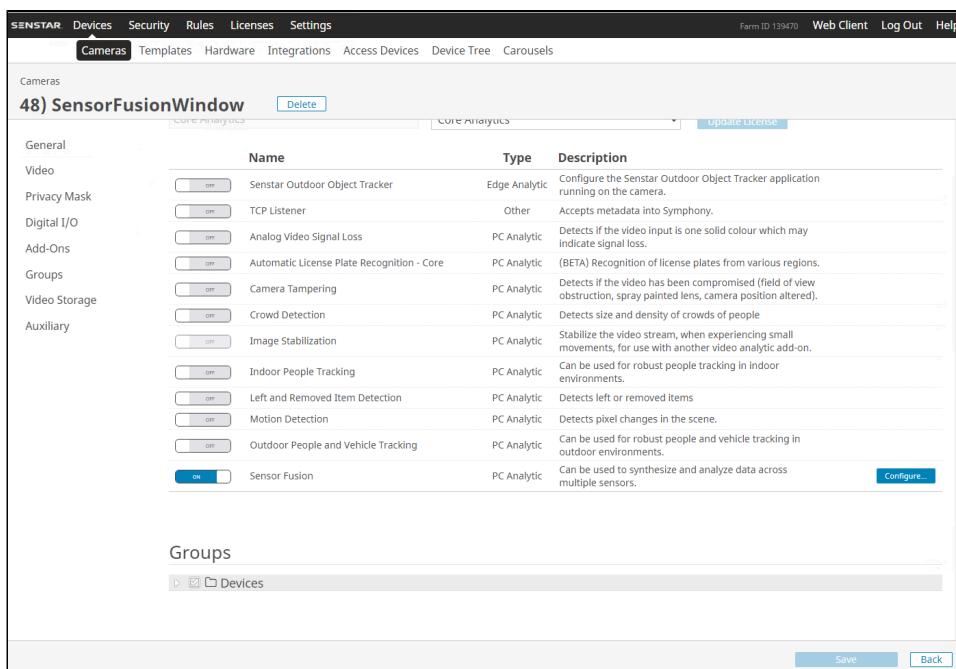 SENSTAR Devices Security Rules Licenses Settings Farm ID 139470 Web Client Log Out Help
Cameras Templates Hardware Integrations Access Devices Device Tree Carousels
Cameras
48) SensorFusionWindow Delete
Core Analytics Core Analytics Update License
General
Video
Privacy Mask
Digital I/O
Add-Ons
Groups
Video Storage
Auxiliary
Name Type Description
OFF Senstar Outdoor Object Tracker Edge Analytic Configure the Senstar Outdoor Object Tracker application
running on the camera.
OFF TCP Listener Other Accepts metadata into Symphony.
OFF Analog Video Signal Loss PC Analytic Detects if the video input is one solid colour which may
indicate signal loss.
OFF Automatic License Plate Recognition - Core PC Analytic (BETA) Recognition of license plates from various regions.
OFF Camera Tampering PC Analytic Detects if the video has been compromised (field of view
obstruction, spray painted lens, camera position altered).
OFF Crowd Detection PC Analytic Detects size and density of crowds of people
OFF Image Stabilization PC Analytic Stabilize the video stream, when experiencing small
movements, for use with another video analytic add-on.
OFF Indoor People Tracking PC Analytic Can be used for robust people tracking in indoor
environments.
OFF Left and Removed Item Detection PC Analytic Detects left or removed items
OFF Motion Detection PC Analytic Detects pixel changes in the scene.
OFF Outdoor People and Vehicle Tracking PC Analytic Can be used for robust people and vehicle tracking in
outdoor environments.
ON Sensor Fusion PC Analytic Can be used to synthesize and analyze data across
multiple sensors. Configure...
Groups
Devices
Save Back